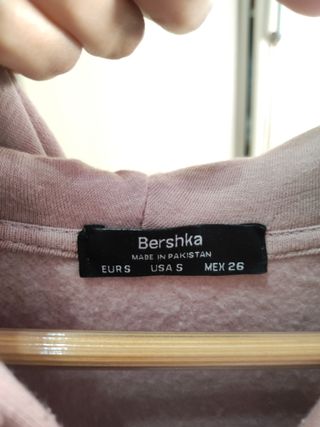 Bershka
MADE IN PAKISTAN
EUR S USA S MEX 26